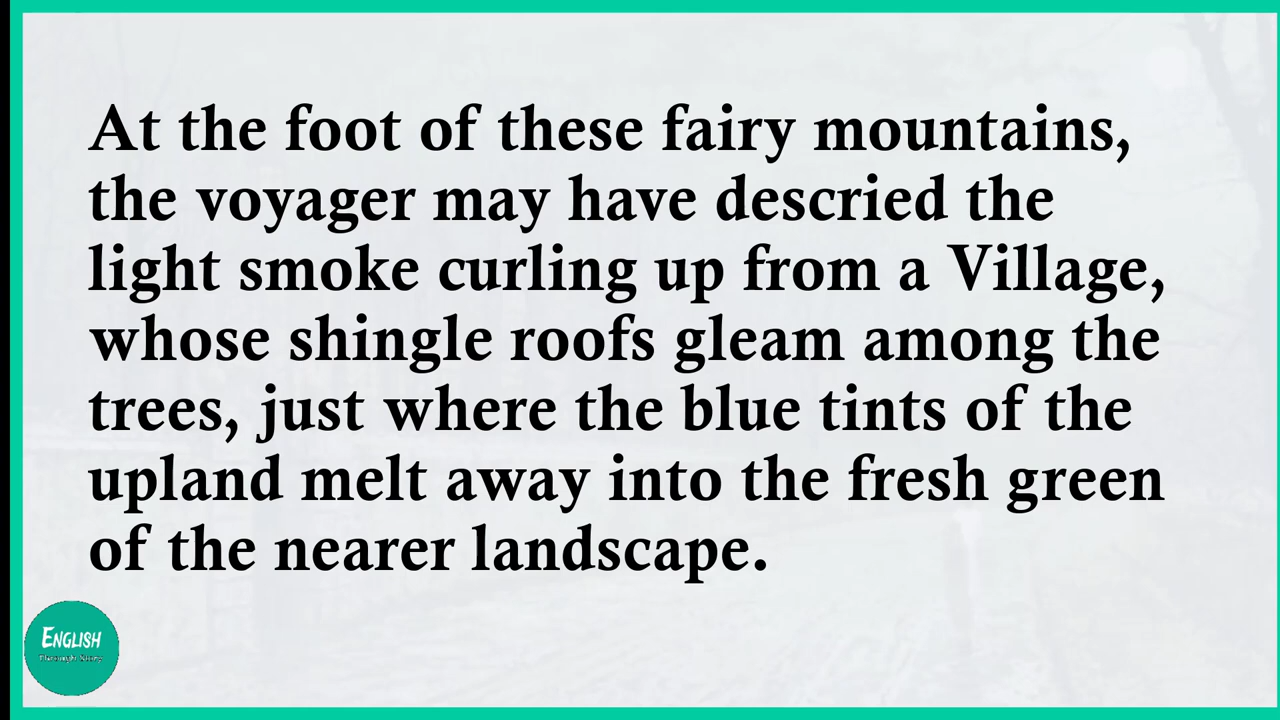 At the foot of these fairy mountains,
the voyager may have descried the
light smoke curling up from a Village,
whose shingle roofs gleam among the
trees, just where the blue tints of the
upland melt away into the fresh green
of the nearer landscape.
ENGLISH
Through Story